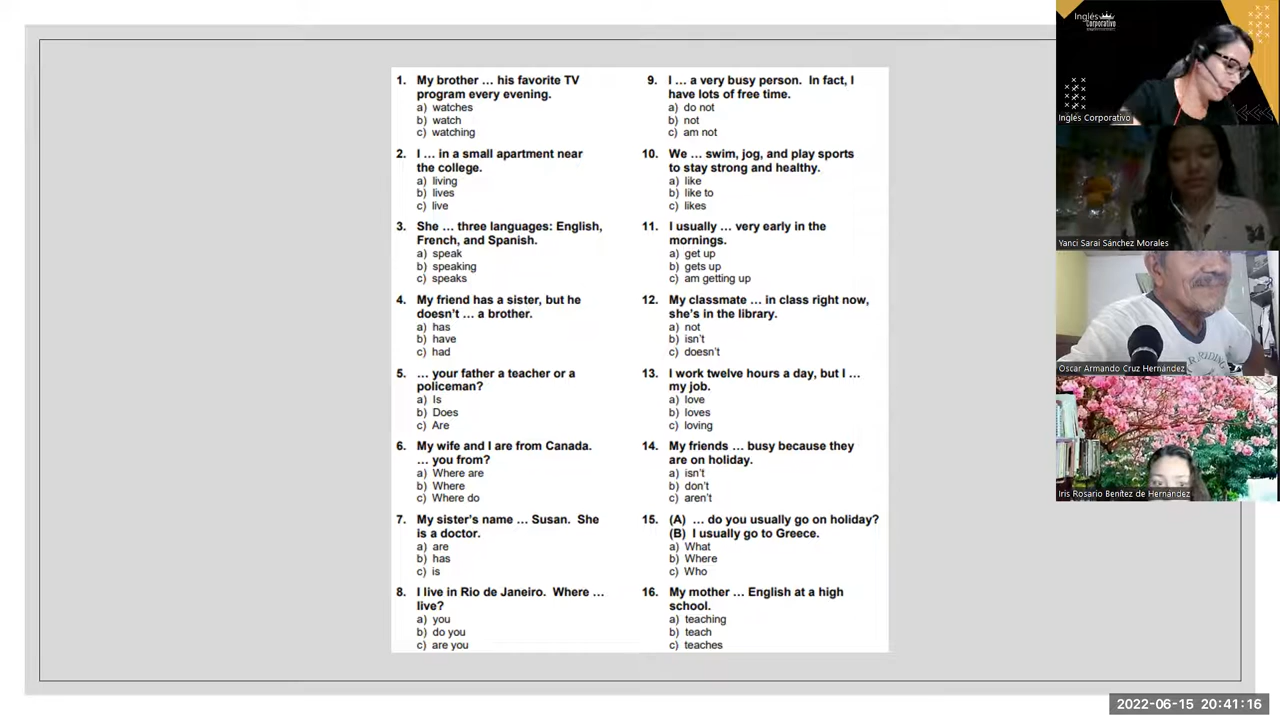 1. My brother … his favorite TV
program every evening.
a) watches
b) watch
c) watching
2. I … in a small apartment near
the college.
a) living
b) lives
c) live
3. She … three languages: English,
French, and Spanish.
a) speak
b) speaking
c) speaks
4. My friend has a sister, but he
doesn’t … a brother.
a) has
b) have
c) had
5. … your father a teacher or a
policeman?
a) Is
b) Does
c) Are
6. My wife and I are from Canada.
… you from?
a) Where are
b) Where
c) Where do
7. My sister’s name … Susan. She
is a doctor.
a) are
b) has
c) is
8. I live in Rio de Janeiro. Where …
live?
a) you
b) do you
c) are you
9. I … a very busy person. In fact, I
have lots of free time.
a) do not
b) not
c) am not
10. We … swim, jog, and play sports
to stay strong and healthy.
a) like
b) like to
c) likes
11. I usually … very early in the
mornings.
a) get up
b) gets up
c) am getting up
12. My classmate … in class right now,
she’s in the library.
a) not
b) isn’t
c) doesn’t
13. I work twelve hours a day, but I …
my job.
a) love
b) loves
c) loving
14. My friends … busy because they
are on holiday.
a) isn’t
b) don’t
c) aren’t
15. (A) … do you usually go on holiday?
(B) I usually go to Greece.
a) What
b) Where
c) Who
16. My mother … English at a high
school.
a) teaching
b) teach
c) teaches
Inglés
Corporativo
Inglés Corporativo
Yanci Sarai Sánchez Morales
Oscar Armando Cruz Hernandez
Iris Rosario Benítez de Hernández
2022-06-15 20:41:16